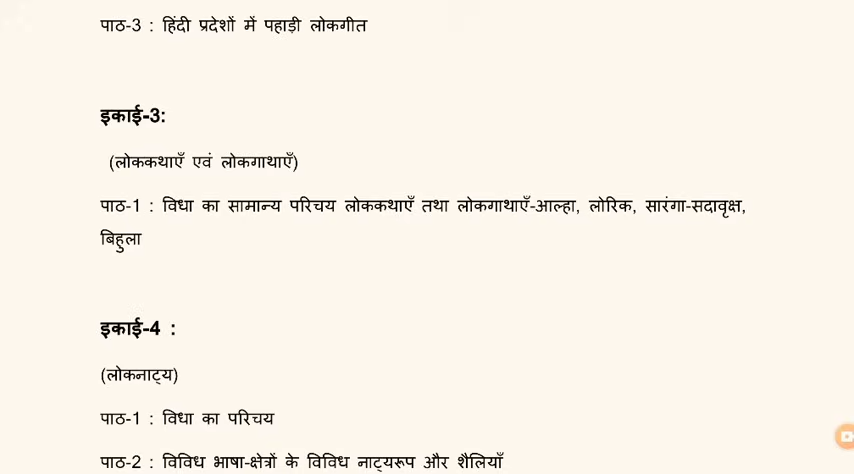 पाठ-3 : हिंदी प्रदेशों में पहाड़ी लोकगीत
इकाई-3:
(लोककथाएँ एवं लोकगाथाएँ)
पाठ-1 : विधा का सामान्य परिचय लोककथाएँ तथा लोकगाथाएँ-आल्हा, लोरिक, सारंगा-सदावृक्ष,
बिहुला
इकाई-4 :
(लोकनाट्य)
पाठ-1 : विधा का परिचय
पाठ-2 : विविध भाषा-क्षेत्रों के विविध नाट्यरूप और शैलियाँ